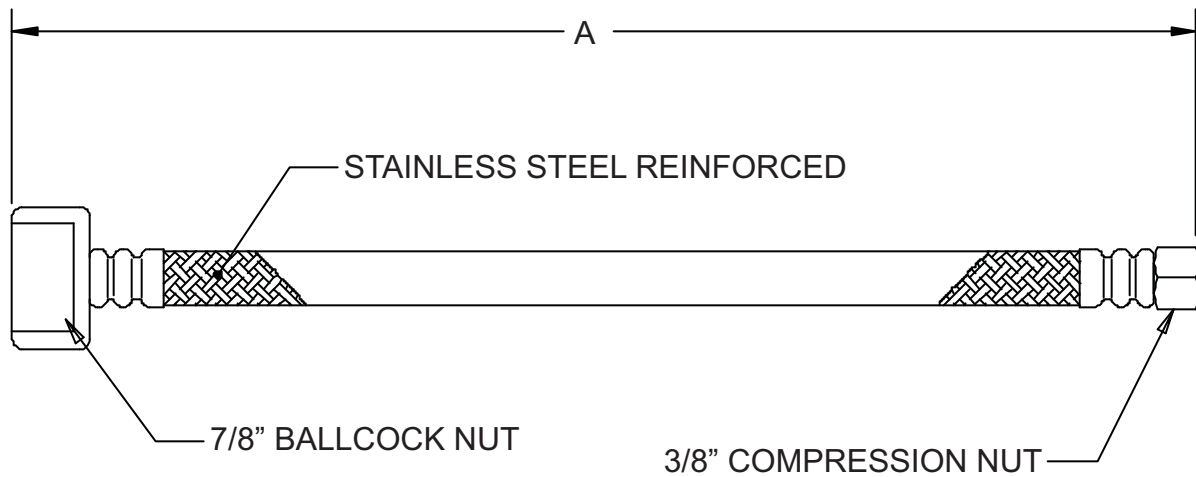 A
STAINLESS STEEL REINFORCED
7/8” BALLCOCK NUT
3/8” COMPRESSION NUT